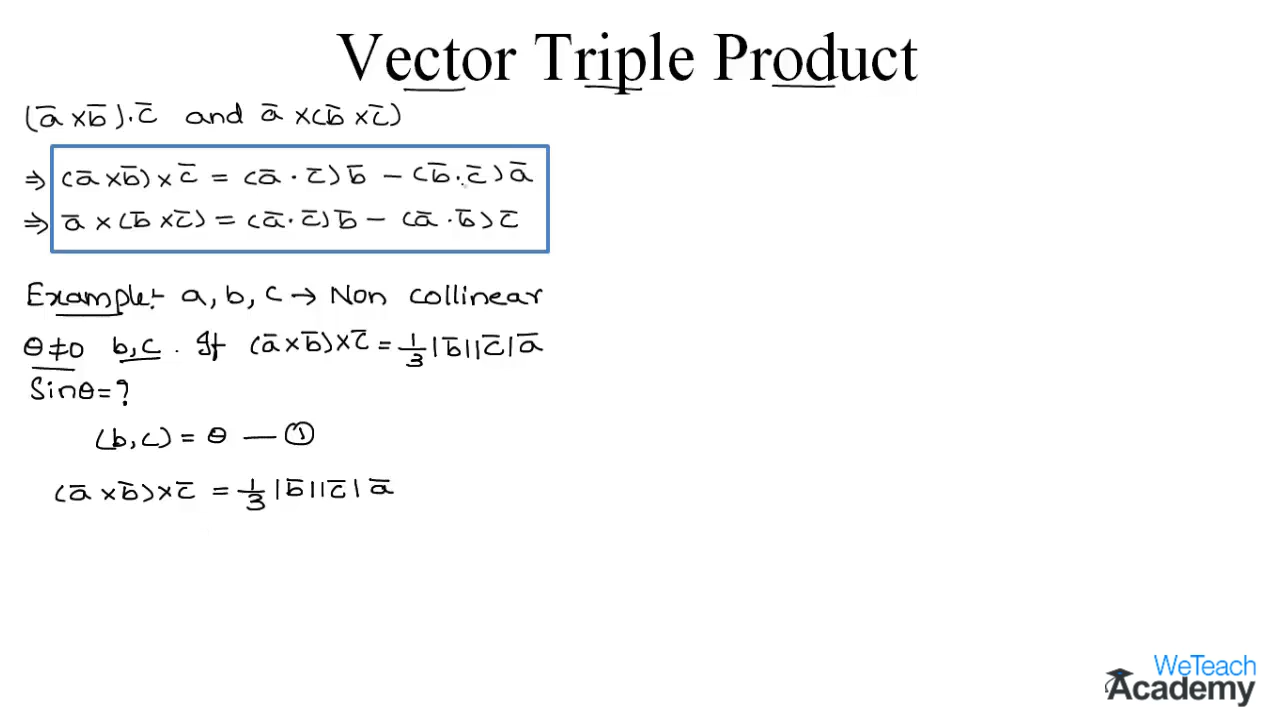 Vector Triple Product
(a̅ × b̅)·c̅ and a̅ × (b̅ × c̅)
⇒ (a̅ × b̅) × c̅ = (a̅ · c̅) b̅ − (b̅ · c̅) a̅
⇒ a̅ × (b̅ × c̅) = (a̅ · c̅) b̅ − (a̅ · b̅) c̅
Example:- a, b, c → Non collinear
θ ≠ 0 b, c . If (a̅ × b̅) × c̅ = 1/3 |b̅||c̅| a̅
Sinθ = ?
(b, c) = θ — ①
(a̅ × b̅) × c̅ = 1/3 |b̅||c̅| a̅
WeTeach
Academy